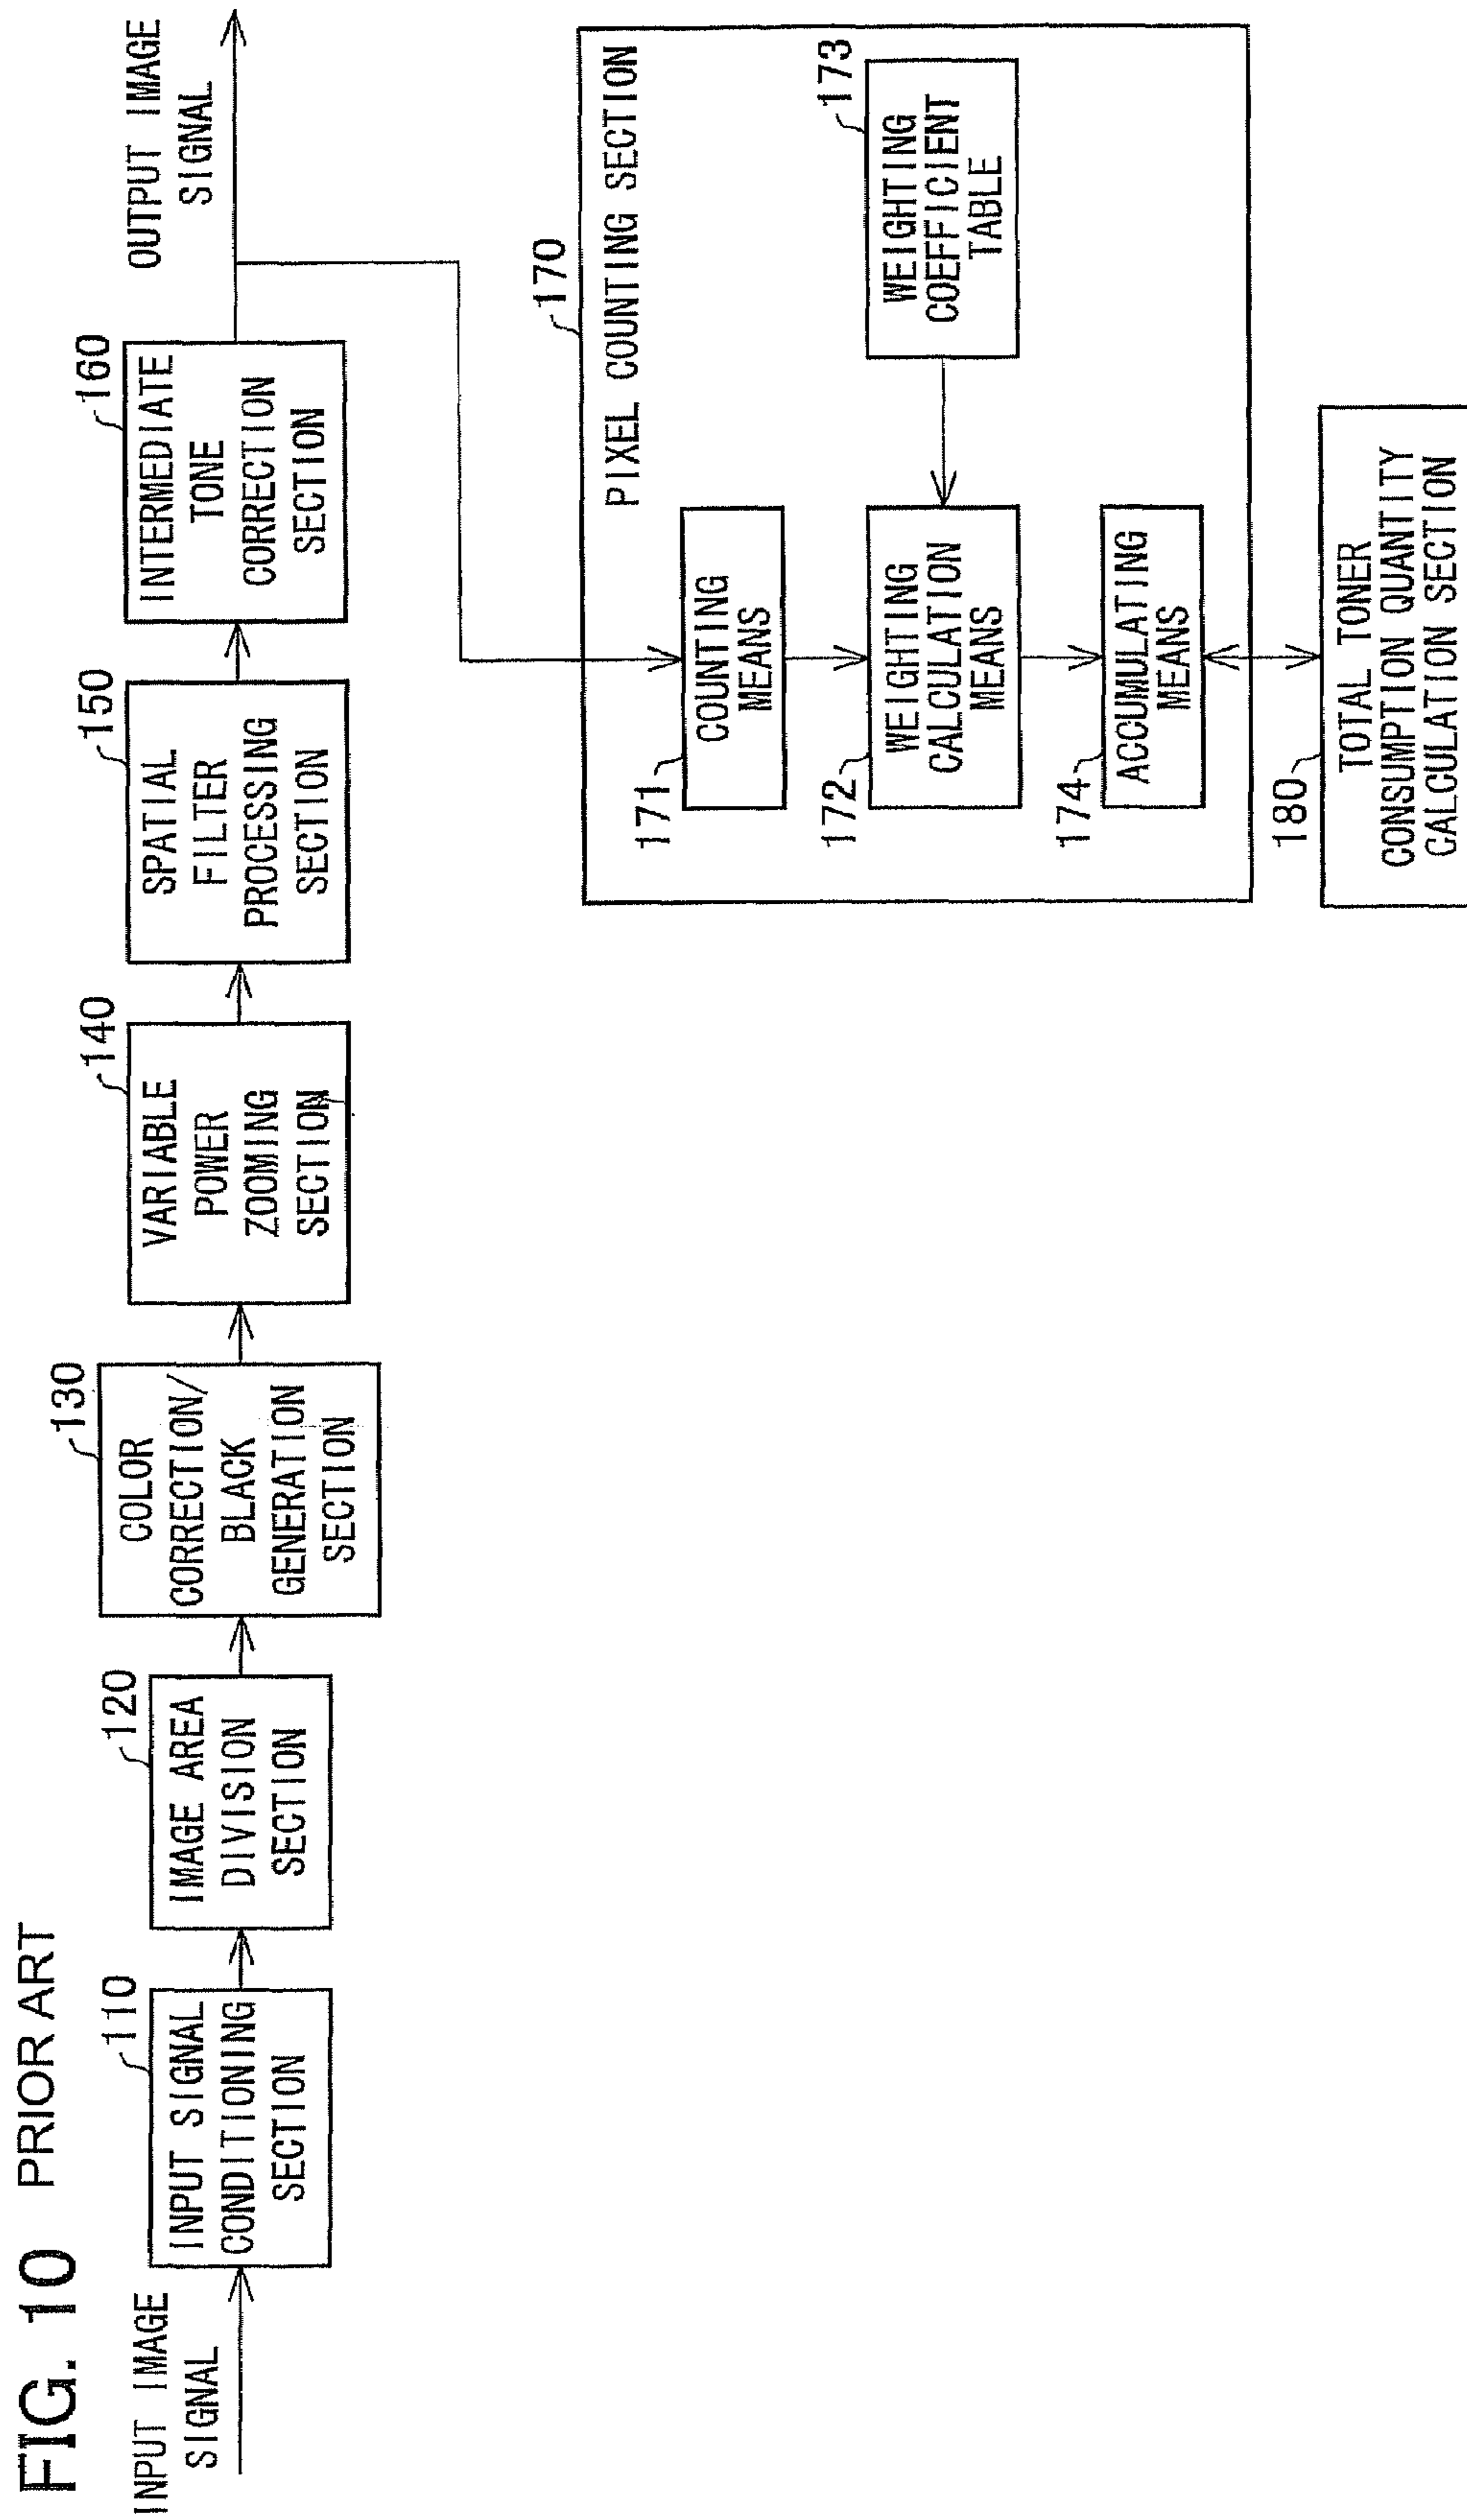 FIG. 10 PRIOR ART
INPUT IMAGE
SIGNAL
110
INPUT SIGNAL
CONDITIONING
SECTION
120
IMAGE AREA
DIVISION
SECTION
130
COLOR
CORRECTION/
BLACK
GENERATION
SECTION
140
VARIABLE
POWER
ZOOMING
SECTION
150
SPATIAL
FILTER
PROCESSING
SECTION
160
INTERMEDIATE
TONE
CORRECTION
SECTION
OUTPUT IMAGE
SIGNAL
170
PIXEL COUNTING SECTION
171
COUNTING
MEANS
172
WEIGHTING
CALCULATION
MEANS
173
WEIGHTING
COEFFICIENT
TABLE
174
ACCUMULATING
MEANS
180
TOTAL TONER
CONSUMPTION QUANTITY
CALCULATION SECTION